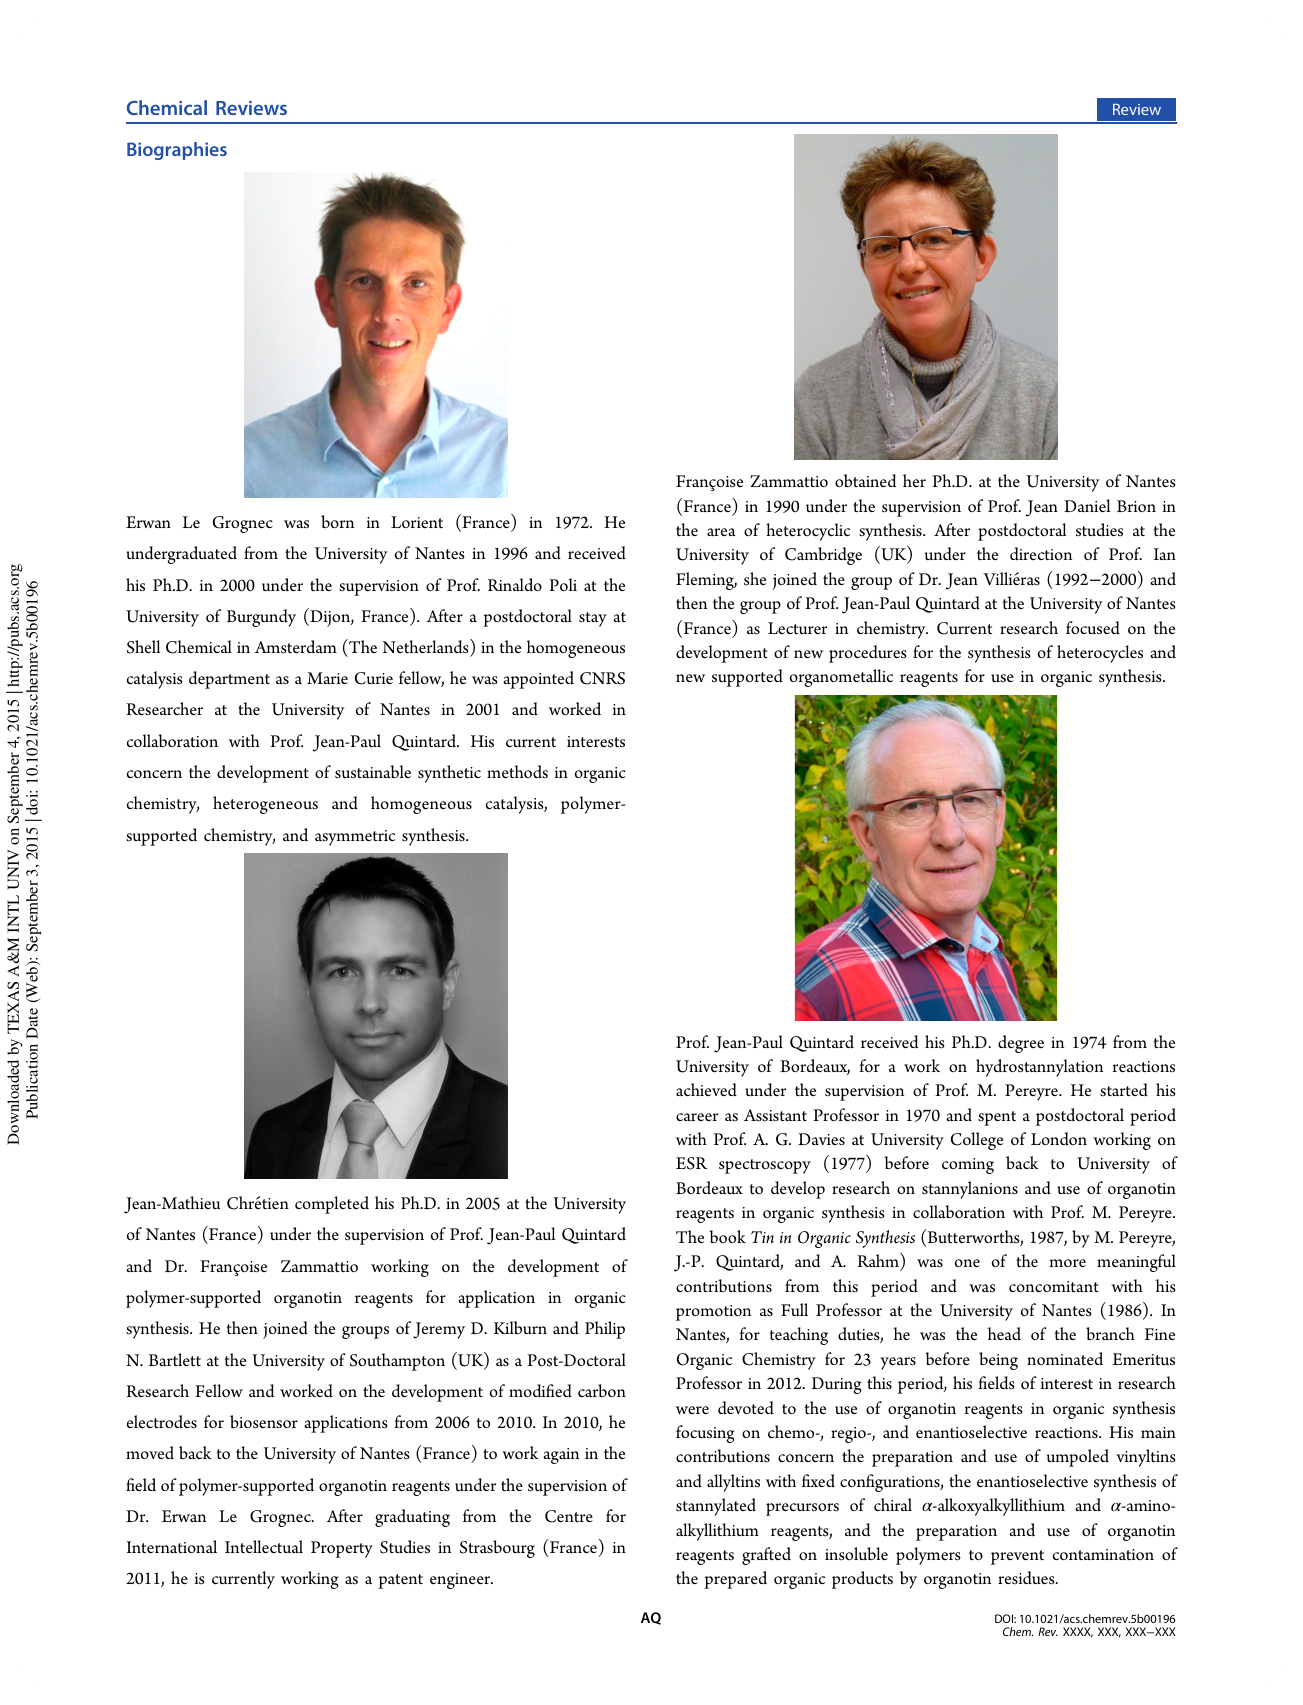 Chemical Reviews
Review
Biographies
Erwan Le Grognec was born in Lorient (France) in 1972. He
undergraduated from the University of Nantes in 1996 and received
his Ph.D. in 2000 under the supervision of Prof. Rinaldo Poli at the
University of Burgundy (Dijon, France). After a postdoctoral stay at
Shell Chemical in Amsterdam (The Netherlands) in the homogeneous
catalysis department as a Marie Curie fellow, he was appointed CNRS
Researcher at the University of Nantes in 2001 and worked in
collaboration with Prof. Jean-Paul Quintard. His current interests
concern the development of sustainable synthetic methods in organic
chemistry, heterogeneous and homogeneous catalysis, polymer-
supported chemistry, and asymmetric synthesis.
Jean-Mathieu Chrétien completed his Ph.D. in 2005 at the University
of Nantes (France) under the supervision of Prof. Jean-Paul Quintard
and Dr. Françoise Zammattio working on the development of
polymer-supported organotin reagents for application in organic
synthesis. He then joined the groups of Jeremy D. Kilburn and Philip
N. Bartlett at the University of Southampton (UK) as a Post-Doctoral
Research Fellow and worked on the development of modified carbon
electrodes for biosensor applications from 2006 to 2010. In 2010, he
moved back to the University of Nantes (France) to work again in the
field of polymer-supported organotin reagents under the supervision of
Dr. Erwan Le Grognec. After graduating from the Centre for
International Intellectual Property Studies in Strasbourg (France) in
2011, he is currently working as a patent engineer.
Françoise Zammattio obtained her Ph.D. at the University of Nantes
(France) in 1990 under the supervision of Prof. Jean Daniel Brion in
the area of heterocyclic synthesis. After postdoctoral studies at the
University of Cambridge (UK) under the direction of Prof. Ian
Fleming, she joined the group of Dr. Jean Villiéras (1992−2000) and
then the group of Prof. Jean-Paul Quintard at the University of Nantes
(France) as Lecturer in chemistry. Current research focused on the
development of new procedures for the synthesis of heterocycles and
new supported organometallic reagents for use in organic synthesis.
Prof. Jean-Paul Quintard received his Ph.D. degree in 1974 from the
University of Bordeaux, for a work on hydrostannylation reactions
achieved under the supervision of Prof. M. Pereyre. He started his
career as Assistant Professor in 1970 and spent a postdoctoral period
with Prof. A. G. Davies at University College of London working on
ESR spectroscopy (1977) before coming back to University of
Bordeaux to develop research on stannylanions and use of organotin
reagents in organic synthesis in collaboration with Prof. M. Pereyre.
The book Tin in Organic Synthesis (Butterworths, 1987, by M. Pereyre,
J.-P. Quintard, and A. Rahm) was one of the more meaningful
contributions from this period and was concomitant with his
promotion as Full Professor at the University of Nantes (1986). In
Nantes, for teaching duties, he was the head of the branch Fine
Organic Chemistry for 23 years before being nominated Emeritus
Professor in 2012. During this period, his fields of interest in research
were devoted to the use of organotin reagents in organic synthesis
focusing on chemo-, regio-, and enantioselective reactions. His main
contributions concern the preparation and use of umpoled vinyltins
and allyltins with fixed configurations, the enantioselective synthesis of
stannylated precursors of chiral α-alkoxyalkyllithium and α-amino-
alkyllithium reagents, and the preparation and use of organotin
reagents grafted on insoluble polymers to prevent contamination of
the prepared organic products by organotin residues.
AQ
DOI: 10.1021/acs.chemrev.5b00196
Chem. Rev. XXXX, XXX, XXX−XXX
Downloaded by TEXAS A&M INTL UNIV on September 4, 2015 | http://pubs.acs.org
Publication Date (Web): September 3, 2015 | doi: 10.1021/acs.chemrev.5b00196